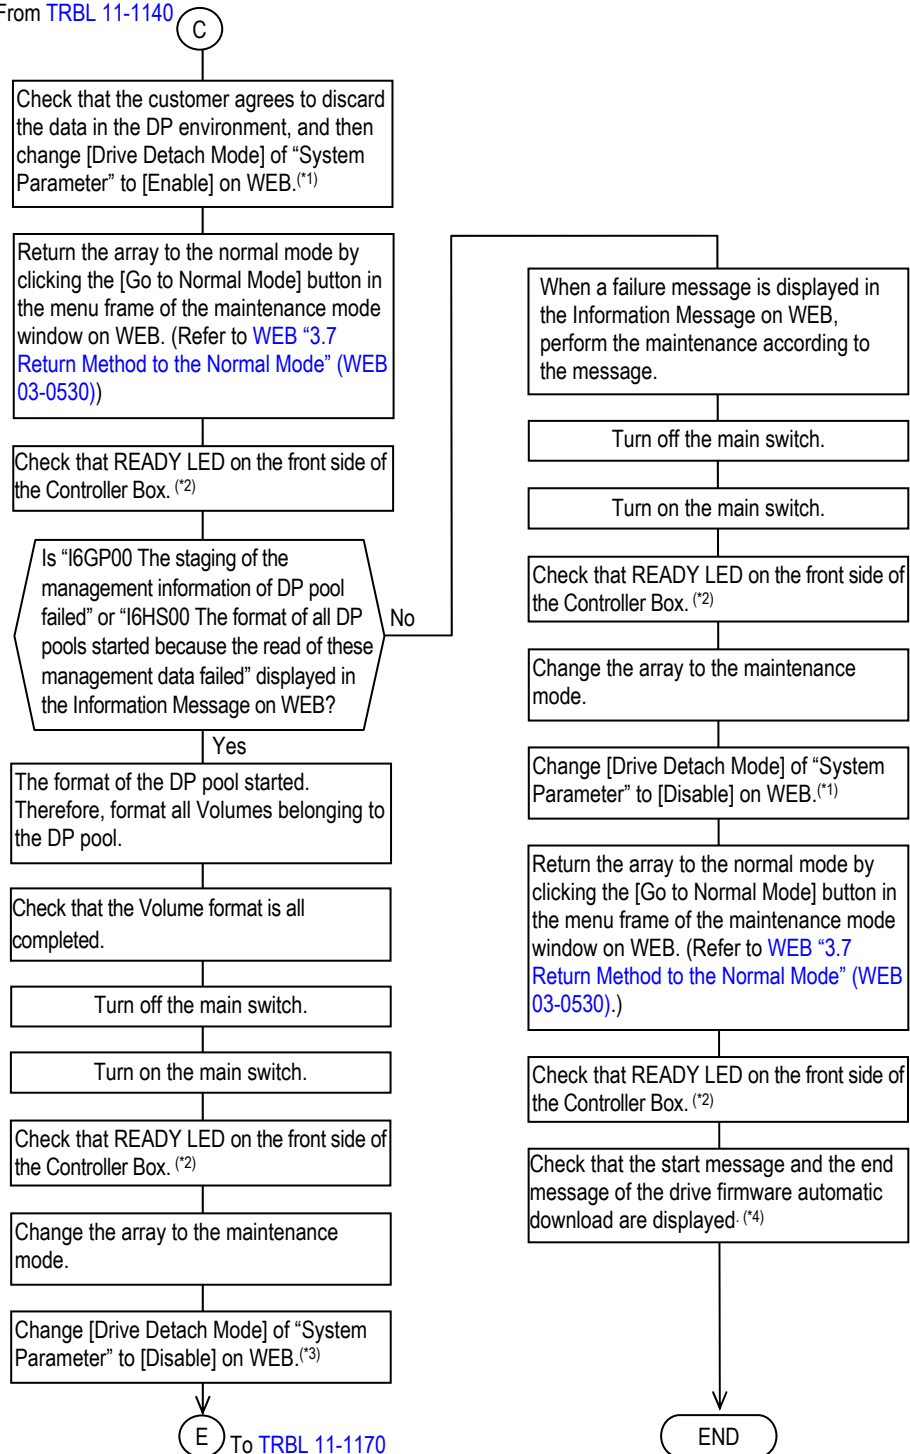 From TRBL 11-1140
C
Check that the customer agrees to discard
the data in the DP environment, and then
change [Drive Detach Mode] of “System
Parameter” to [Enable] on WEB.(*1)
Return the array to the normal mode by
clicking the [Go to Normal Mode] button in
the menu frame of the maintenance mode
window on WEB. (Refer to WEB “3.7
Return Method to the Normal Mode” (WEB
03-0530))
Check that READY LED on the front side of
the Controller Box. (*2)
Is “I6GP00 The staging of the
management information of DP pool
failed” or “I6HS00 The format of all DP
pools started because the read of these
management data failed” displayed in
the Information Message on WEB?
No
Yes
The format of the DP pool started.
Therefore, format all Volumes belonging to
the DP pool.
Check that the Volume format is all
completed.
Turn off the main switch.
Turn on the main switch.
Check that READY LED on the front side of
the Controller Box. (*2)
Change the array to the maintenance
mode.
Change [Drive Detach Mode] of “System
Parameter” to [Disable] on WEB.(*3)
E
To TRBL 11-1170
When a failure message is displayed in
the Information Message on WEB,
perform the maintenance according to
the message.
Turn off the main switch.
Turn on the main switch.
Check that READY LED on the front side of
the Controller Box. (*2)
Change the array to the maintenance
mode.
Change [Drive Detach Mode] of “System
Parameter” to [Disable] on WEB.(*1)
Return the array to the normal mode by
clicking the [Go to Normal Mode] button in
the menu frame of the maintenance mode
window on WEB. (Refer to WEB “3.7
Return Method to the Normal Mode” (WEB
03-0530).)
Check that READY LED on the front side of
the Controller Box. (*2)
Check that the start message and the end
message of the drive firmware automatic
download are displayed. (*4)
END